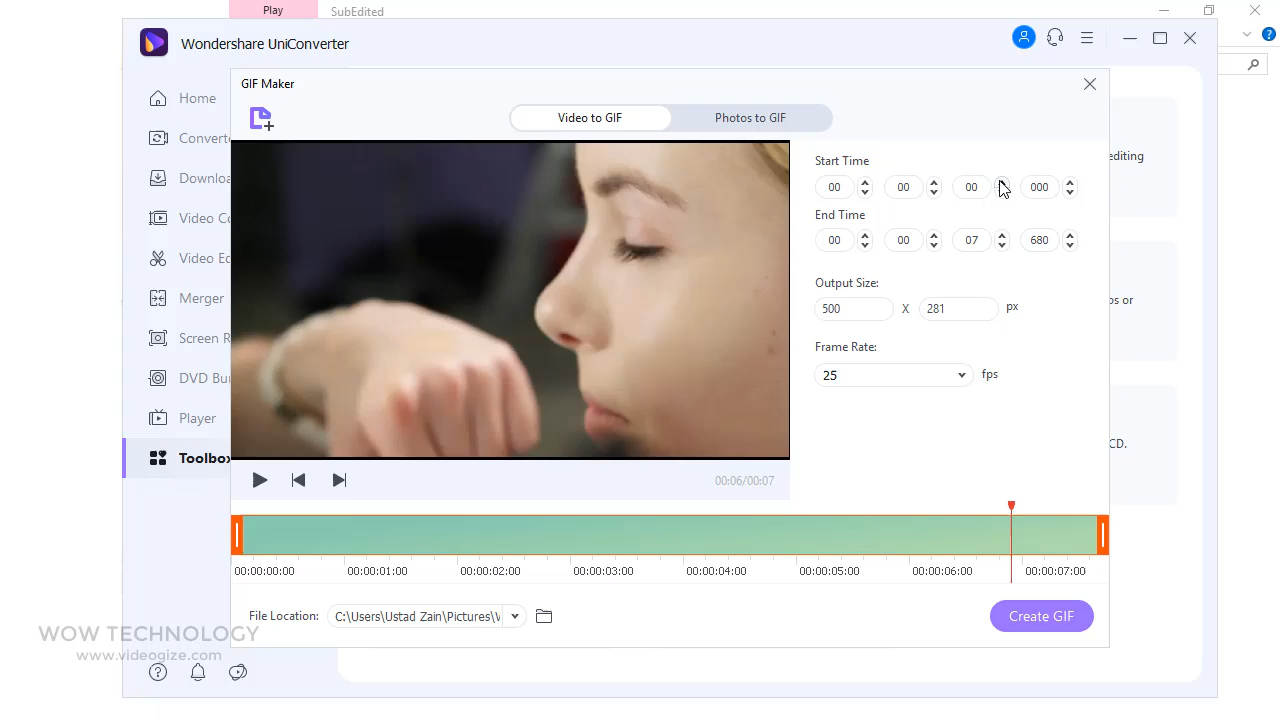 Play
SubEdited
Wondershare UniConverter
GIF Maker
Home
Converte
Downloa
Video Co
Video Ed
Merger
Screen R
DVD Bu
Player
Toolbox
Video to GIF
Photos to GIF
Start Time
00 00 00 000
End Time
00 00 07 680
Output Size:
500 X 281 px
Frame Rate:
25 fps
editing
os or
CD.
00:06/00:07
00:00:00:00 00:00:01:00 00:00:02:00 00:00:03:00 00:00:04:00 00:00:05:00 00:00:06:00 00:00:07:00
File Location: C:\Users\Ustad Zain\Pictures\W
Create GIF
WOW TECHNOLOGY
www.videogize.com